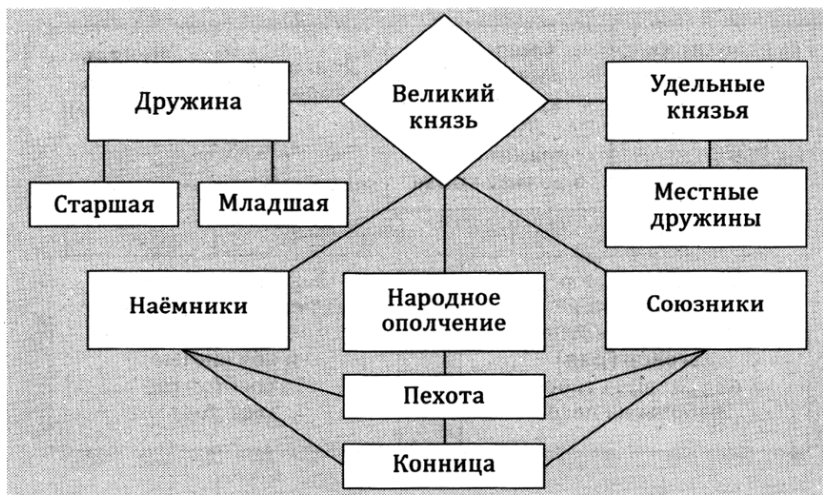 Дружина
Великий
князь
Удельные
князья
Старшая
Младшая
Местные
дружины
Наёмники
Народное
ополчение
Союзники
Пехота
Конница